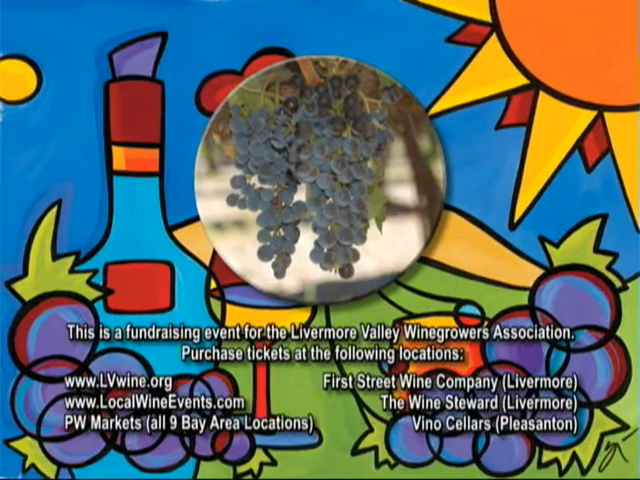 This is a fundraising event for the Livermore Valley Winegrowers Association.
Purchase tickets at the following locations:
www.LVwine.org
www.LocalWineEvents.com
PW Markets (all 9 Bay Area Locations)
First Street Wine Company (Livermore)
The Wine Steward (Livermore)
Vino Cellars (Pleasanton)